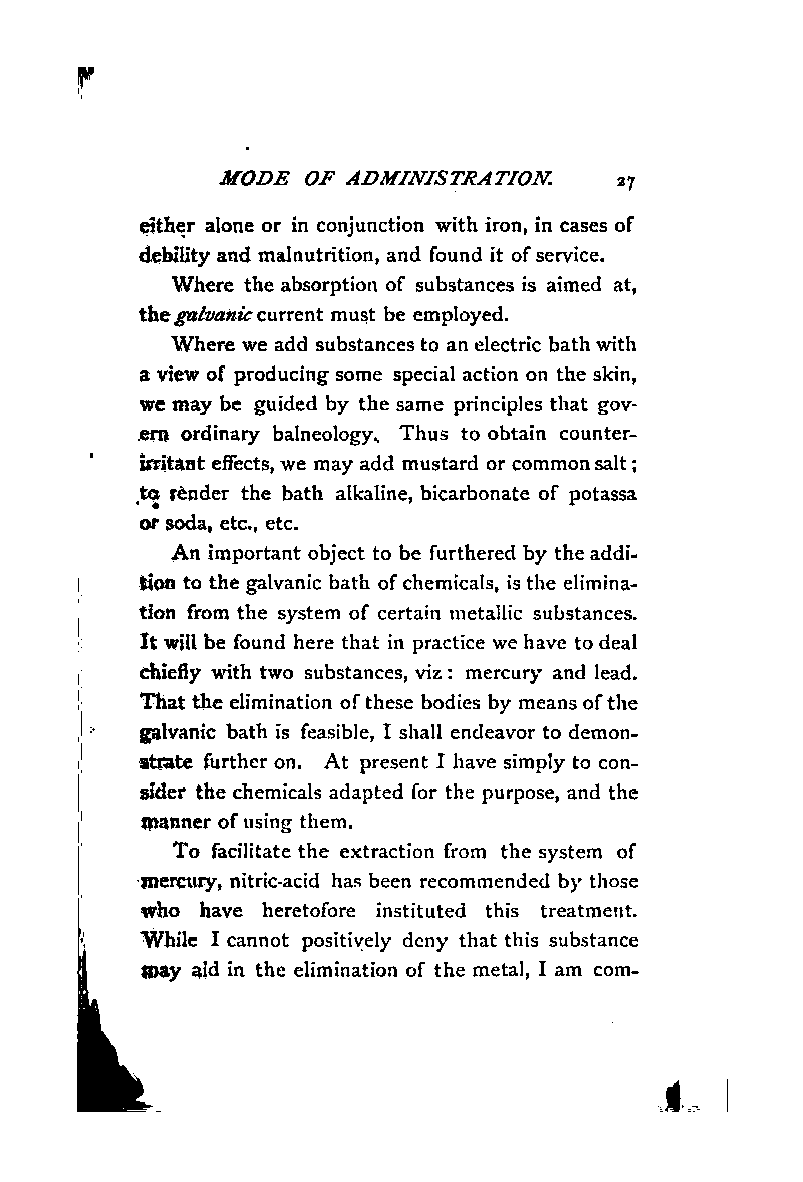 MODE OF ADMINISTRATION. 27
either alone or in conjunction with iron, in cases of
debility and malnutrition, and found it of service.
Where the absorption of substances is aimed at,
the galvanic current must be employed.
Where we add substances to an electric bath with
a view of producing some special action on the skin,
we may be guided by the same principles that gov-
ern ordinary balneology. Thus to obtain counter-
irritant effects, we may add mustard or common salt;
to render the bath alkaline, bicarbonate of potassa
or soda, etc., etc.
An important object to be furthered by the addi-
tion to the galvanic bath of chemicals, is the elimina-
tion from the system of certain metallic substances.
It will be found here that in practice we have to deal
chiefly with two substances, viz: mercury and lead.
That the elimination of these bodies by means of the
galvanic bath is feasible, I shall endeavor to demon-
strate further on. At present I have simply to con-
sider the chemicals adapted for the purpose, and the
manner of using them.
To facilitate the extraction from the system of
mercury, nitric-acid has been recommended by those
who have heretofore instituted this treatment.
While I cannot positively deny that this substance
may aid in the elimination of the metal, I am com-